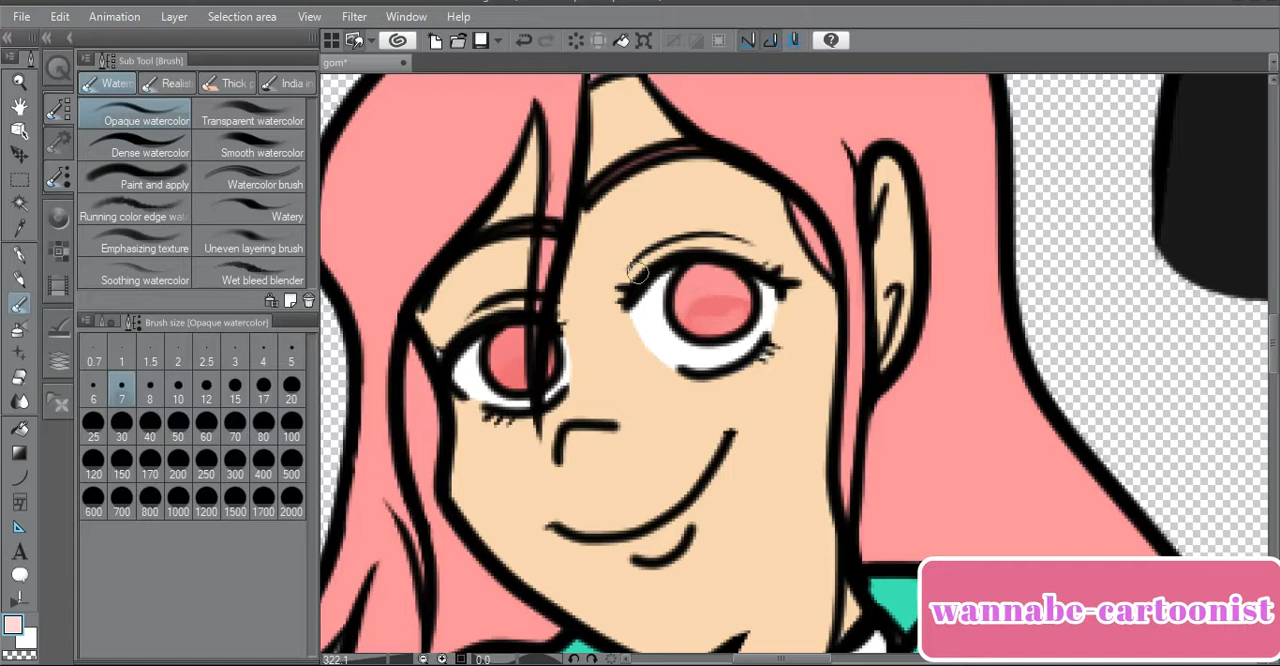 File Edit Animation Layer Selection area View Filter Window Help
Sub Tool [Brush]
gom*
Realist Thick India in
Opaque watercolor Transparent watercolor
Dense watercolor Smooth watercolor
Paint and apply Watercolor brush
Running color edge wat Watery
Emphasizing texture Uneven layering brush
Soothing watercolor Wet bleed blender
Brush size [Opaque watercolor]
0.7 1 1.5 2 2.5 3 4 5
6 7 8 10 12 15 17 20
25 30 40 50 60 70 80 100
120 150 170 200 250 300 400 500
600 700 800 1000 1200 1500 1700 2000
A
wannabe-cartoonist
322.1 0.0